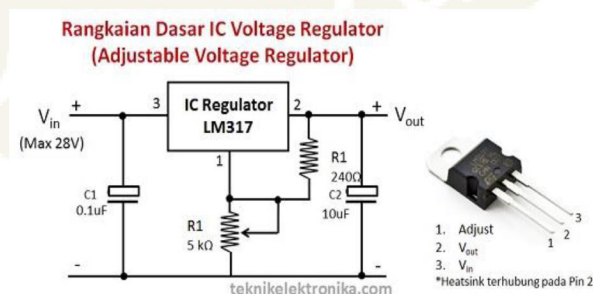 Rangkaian Dasar IC Voltage Regulator
(Adjustable Voltage Regulator)
Vin
+
(Max 28V)
3
IC Regulator
LM317
2
+
Vout
1
C1
0.1uF
R1
240Ω
C2
10uF
R1
5 kΩ
-
-
teknikelektronika.com
3
2
1
1. Adjust
2. Vout
3. Vin
*Heatsink terhubung pada Pin 2